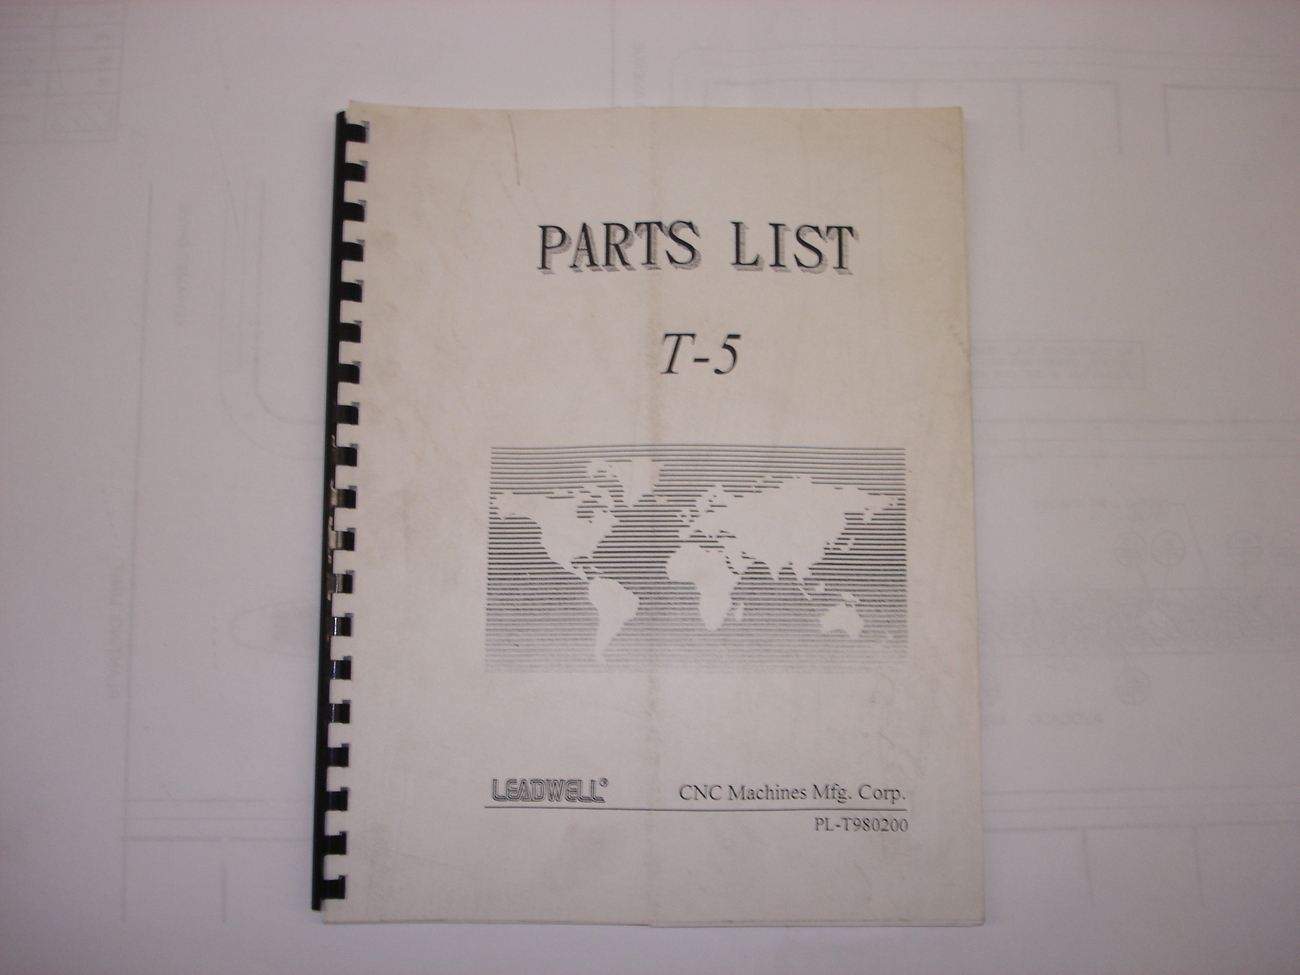 PARTS LIST
T-5
LEADWELL®
CNC Machines Mfg. Corp.
PL-T980200